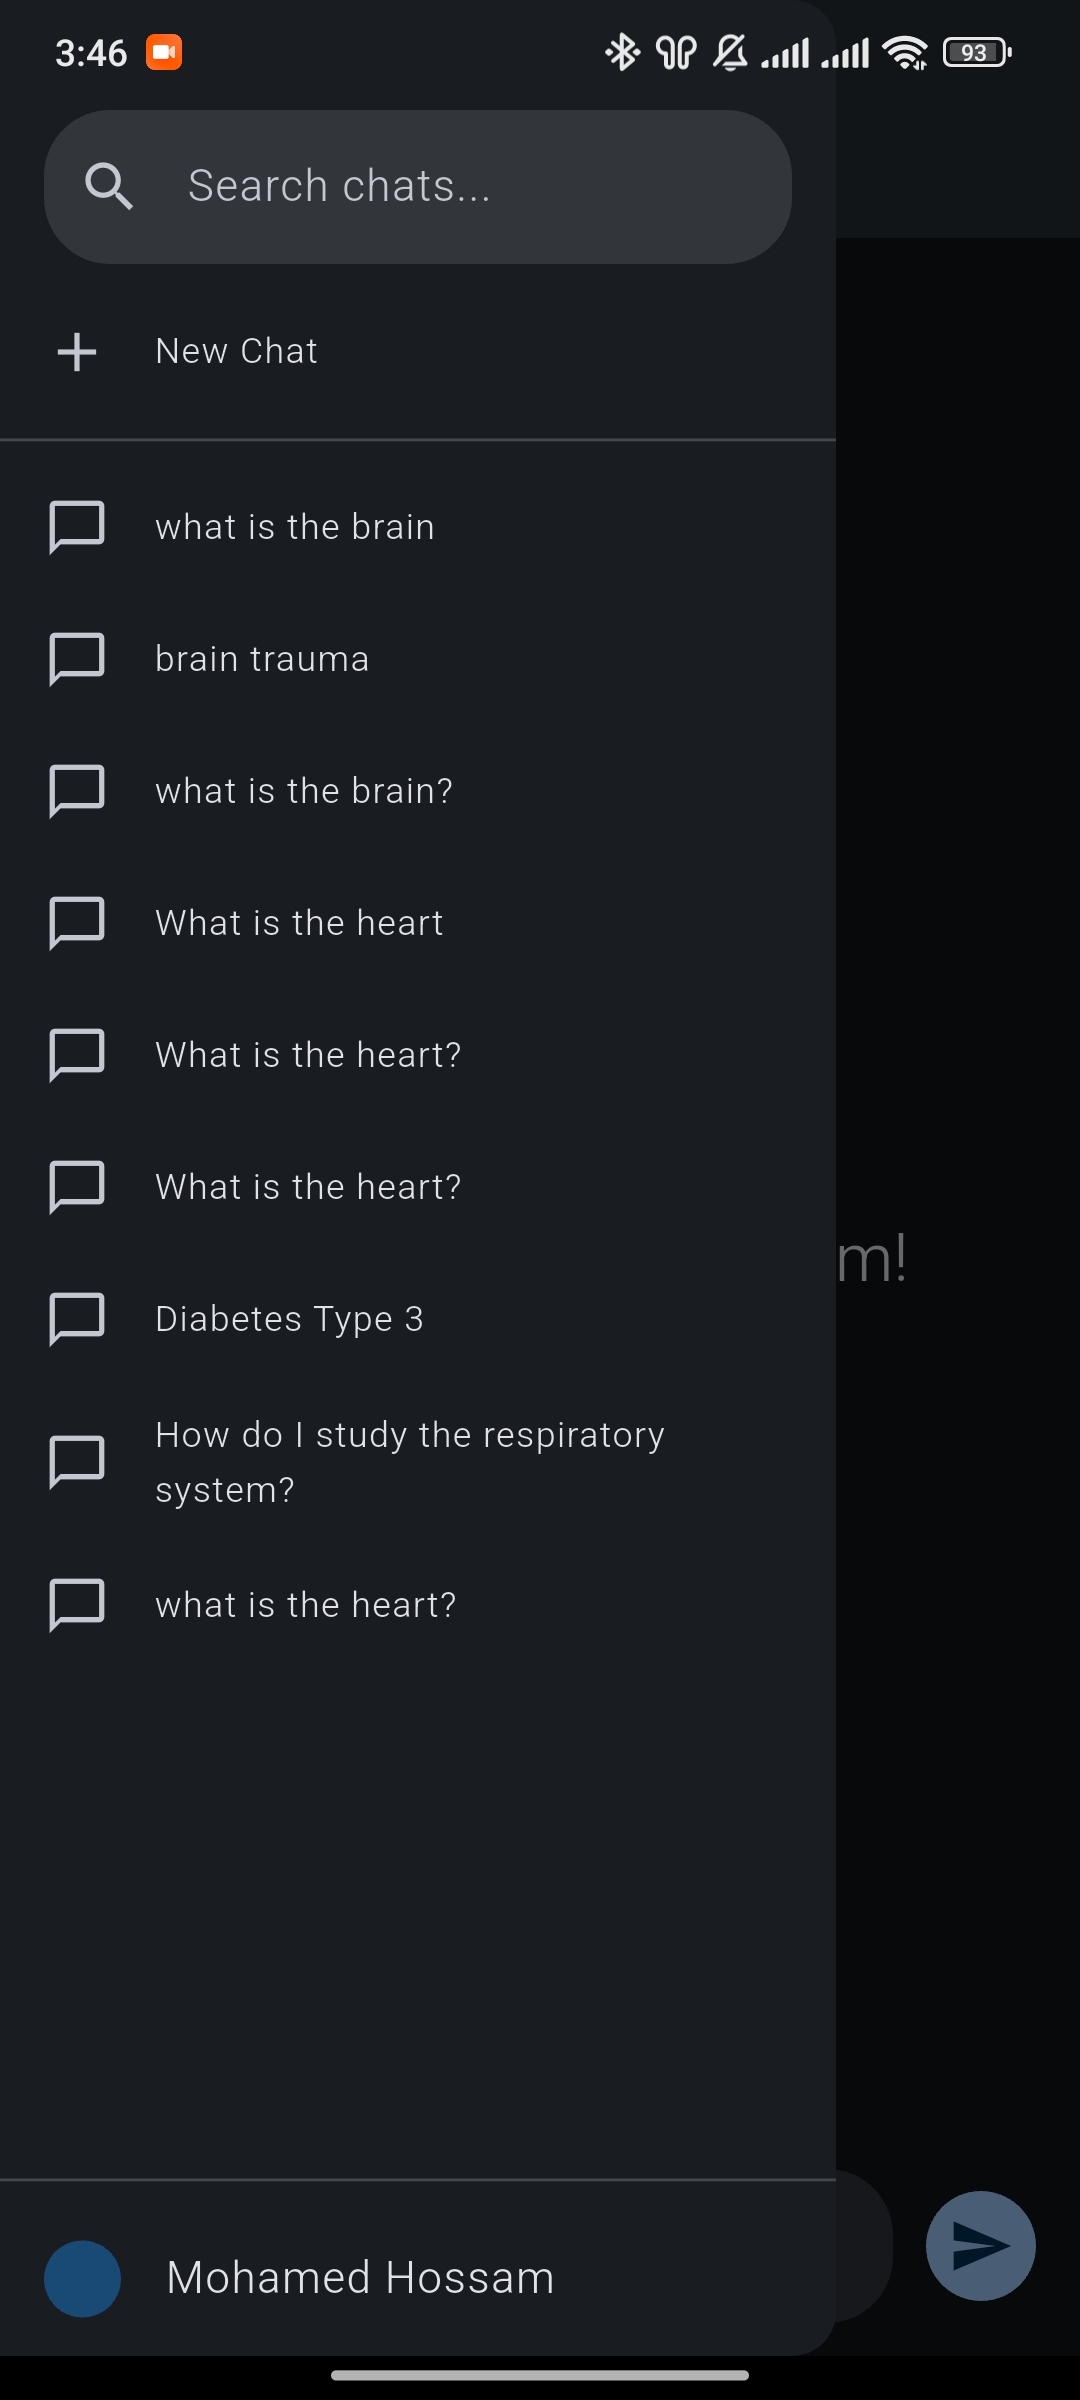 3:46
93
Search chats...
New Chat
what is the brain
brain trauma
what is the brain?
What is the heart
What is the heart?
What is the heart?
Diabetes Type 3
How do I study the respiratory
system?
what is the heart?
m!
Mohamed Hossam